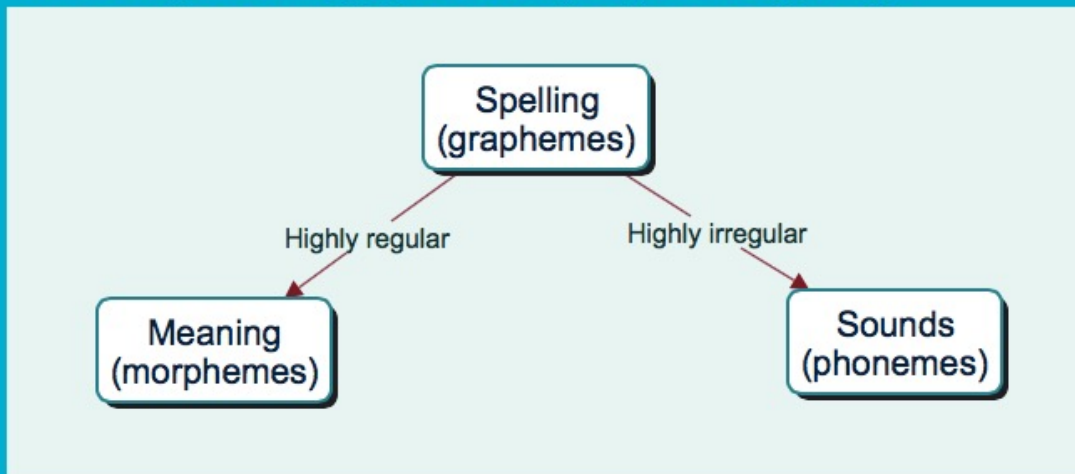 Spelling
(graphemes)
Highly regular
Highly irregular
Meaning
(morphemes)
Sounds
(phonemes)